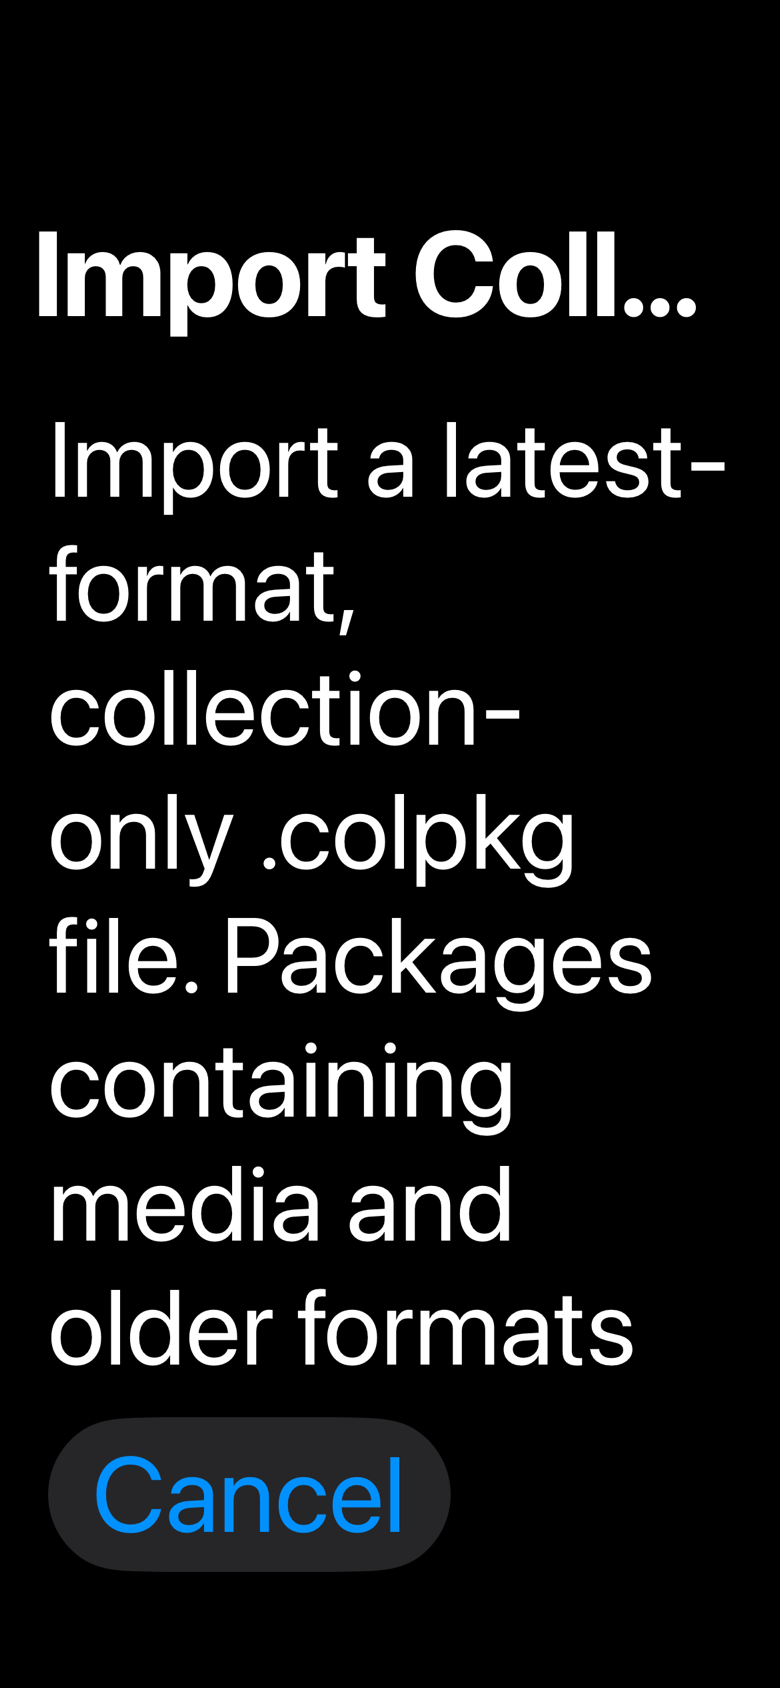 Import Coll...
Import a latest-
format,
collection-
only .colpkg
file. Packages
containing
media and
older formats
Cancel